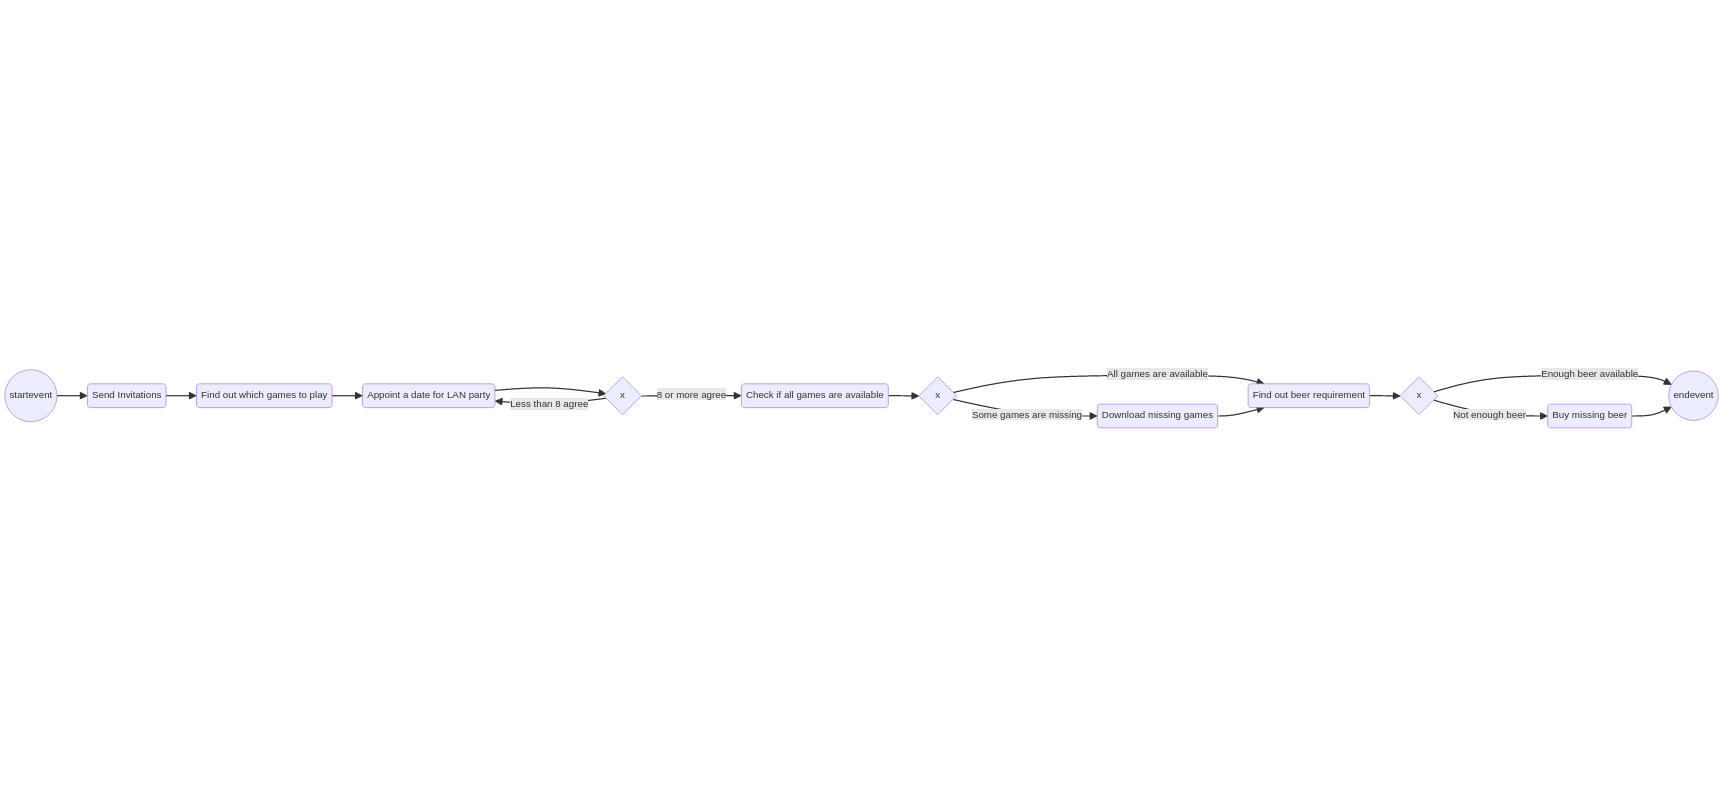 startevent
Send Invitations
Find out which games to play
Appoint a date for LAN party
Less than 8 agree
x
8 or more agree
Check if all games are available
x
All games are available
Some games are missing
Download missing games
Find out beer requirement
x
Enough beer available
Not enough beer
Buy missing beer
endevent